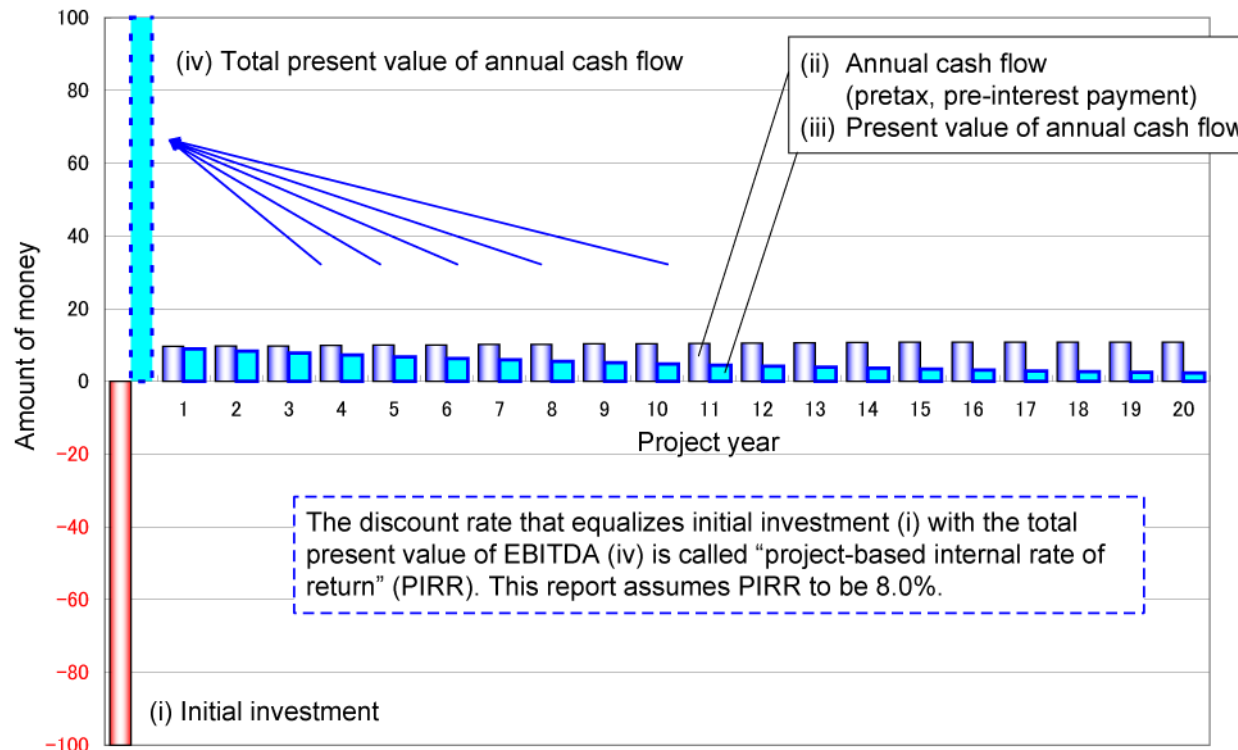 100
80
60
40
20
0
-20
-40
-60
-80
-100
Amount of money
(iv) Total present value of annual cash flow
(ii) Annual cash flow
(pretax, pre-interest payment)
(iii) Present value of annual cash flow
1 2 3 4 5 6 7 8 9 10 11 12 13 14 15 16 17 18 19 20
Project year
The discount rate that equalizes initial investment (i) with the total
present value of EBITDA (iv) is called “project-based internal rate of
return” (PIRR). This report assumes PIRR to be 8.0%.
(i) Initial investment